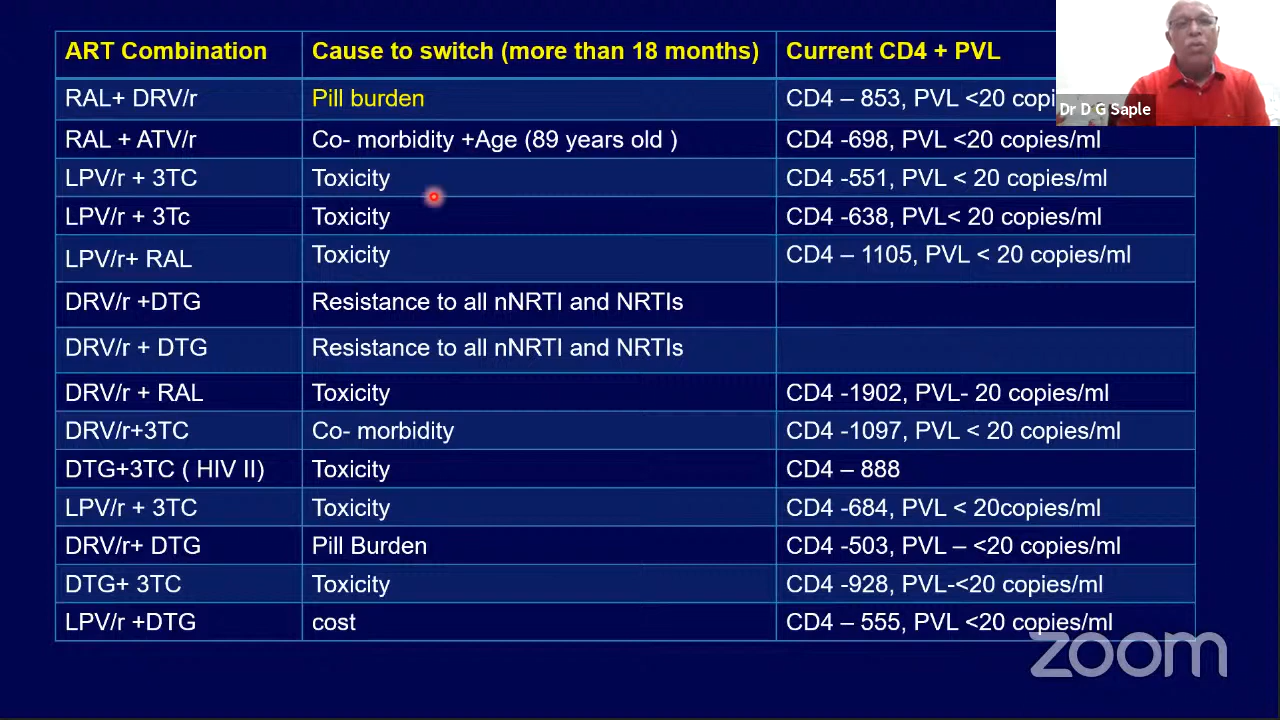 ART Combination Cause to switch (more than 18 months) Current CD4 + PVL
RAL+ DRV/r Pill burden CD4 – 853, PVL <20
Dr D G Saple
RAL + ATV/r Co- morbidity +Age (89 years old ) CD4 -698, PVL <20 copies/ml
LPV/r + 3TC Toxicity CD4 -551, PVL < 20 copies/ml
LPV/r + 3Tc Toxicity CD4 -638, PVL< 20 copies/ml
LPV/r+ RAL Toxicity CD4 – 1105, PVL < 20 copies/ml
DRV/r +DTG Resistance to all nNRTI and NRTIs
DRV/r + DTG Resistance to all nNRTI and NRTIs
DRV/r + RAL Toxicity CD4 -1902, PVL- 20 copies/ml
DRV/r+3TC Co- morbidity CD4 -1097, PVL < 20 copies/ml
DTG+3TC ( HIV II) Toxicity CD4 – 888
LPV/r + 3TC Toxicity CD4 -684, PVL < 20copies/ml
DRV/r+ DTG Pill Burden CD4 -503, PVL – <20 copies/ml
DTG+ 3TC Toxicity CD4 -928, PVL-<20 copies/ml
LPV/r +DTG cost CD4 – 555, PVL <20 copies/ml
zoom